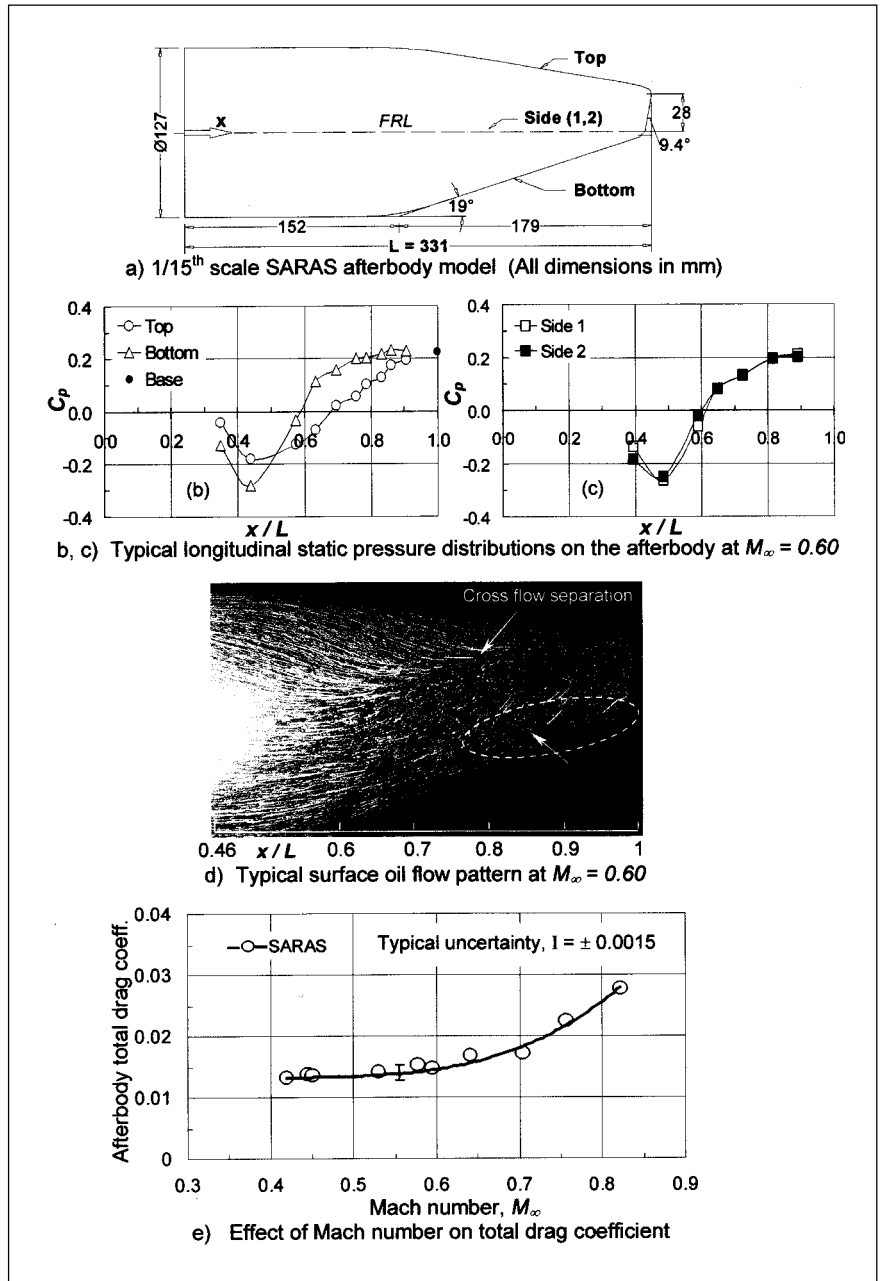 Top
Ø127
x
FRL
Side (1,2)
28
9.4°
19°
Bottom
152
179
L = 331
a) 1/15th scale SARAS afterbody model (All dimensions in mm)
0.4
0.2
0.0
-0.2
-0.4
Cp
Top
Bottom
Base
0.0
0.2
0.4
0.6
0.8
1.0
(b)
x / L
0.4
0.2
0.0
-0.2
-0.4
Cp
Side 1
Side 2
0.0
0.2
0.4
0.6
0.8
1.0
(c)
x / L
b, c) Typical longitudinal static pressure distributions on the afterbody at M∞ = 0.60
Cross flow separation
0.46 x / L 0.6 0.7 0.8 0.9 1
d) Typical surface oil flow pattern at M∞ = 0.60
Afterbody total drag coeff.
0.04
0.03
0.02
0.01
0
SARAS
Typical uncertainty, I = ± 0.0015
0.3 0.4 0.5 0.6 0.7 0.8 0.9
Mach number, M∞
e) Effect of Mach number on total drag coefficient